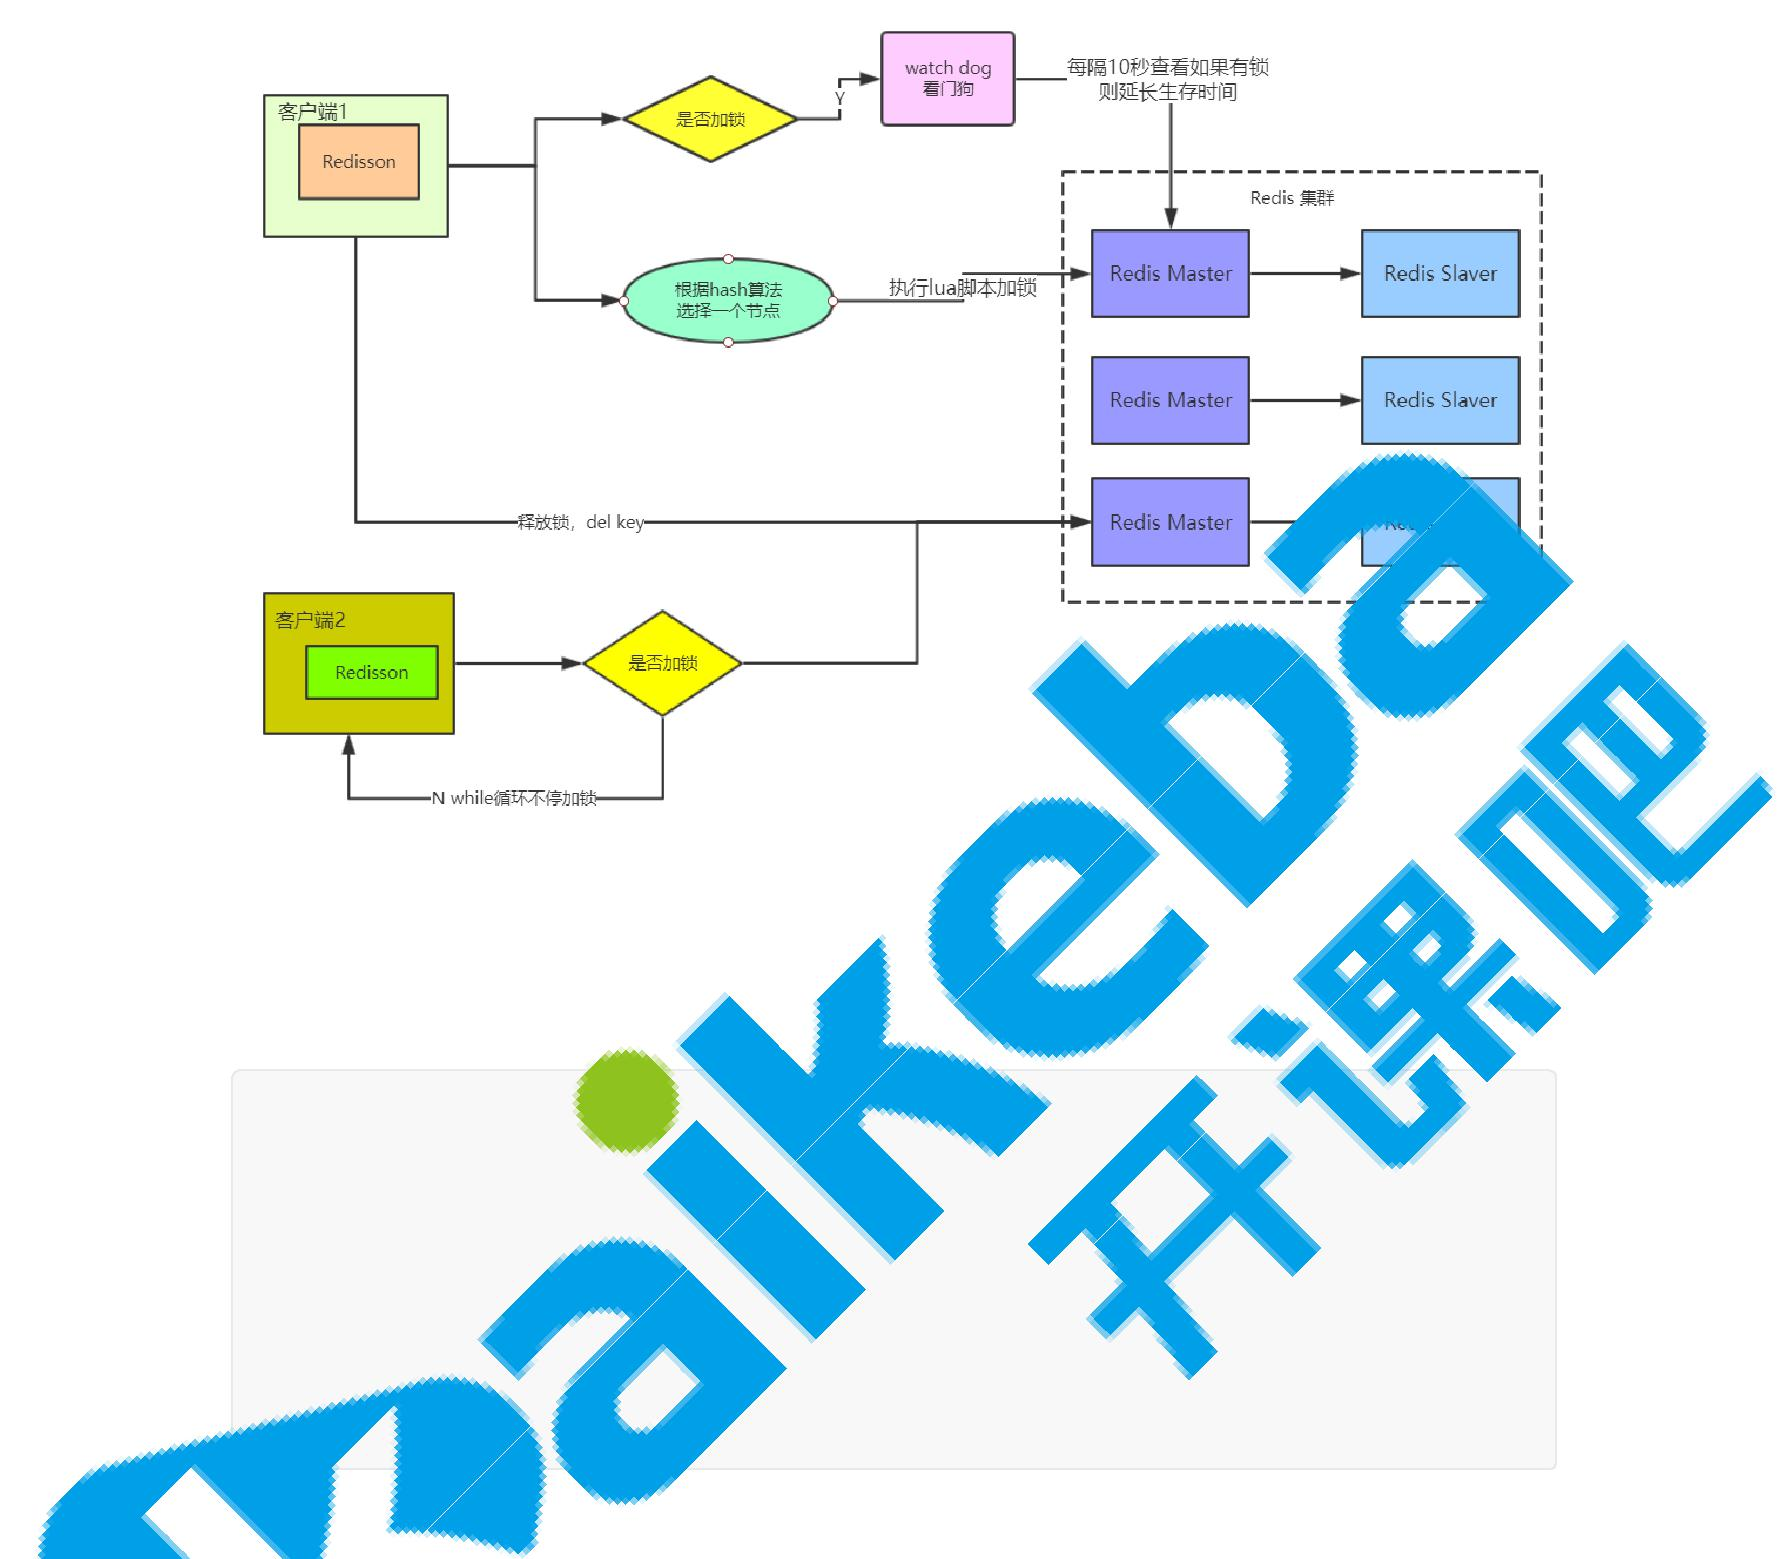 watch dog
看门狗
每隔10秒查看如果有锁
则延长生存时间
Y
是否加锁
客户端1
Redisson
Redis 集群
Redis Master
Redis Slaver
根据hash算法
选择一个节点
执行lua脚本加锁
Redis Master
Redis Slaver
释放锁，del key
Redis Master
客户端2
Redisson
是否加锁
N while循环不停加锁
kaikeba
开课吧